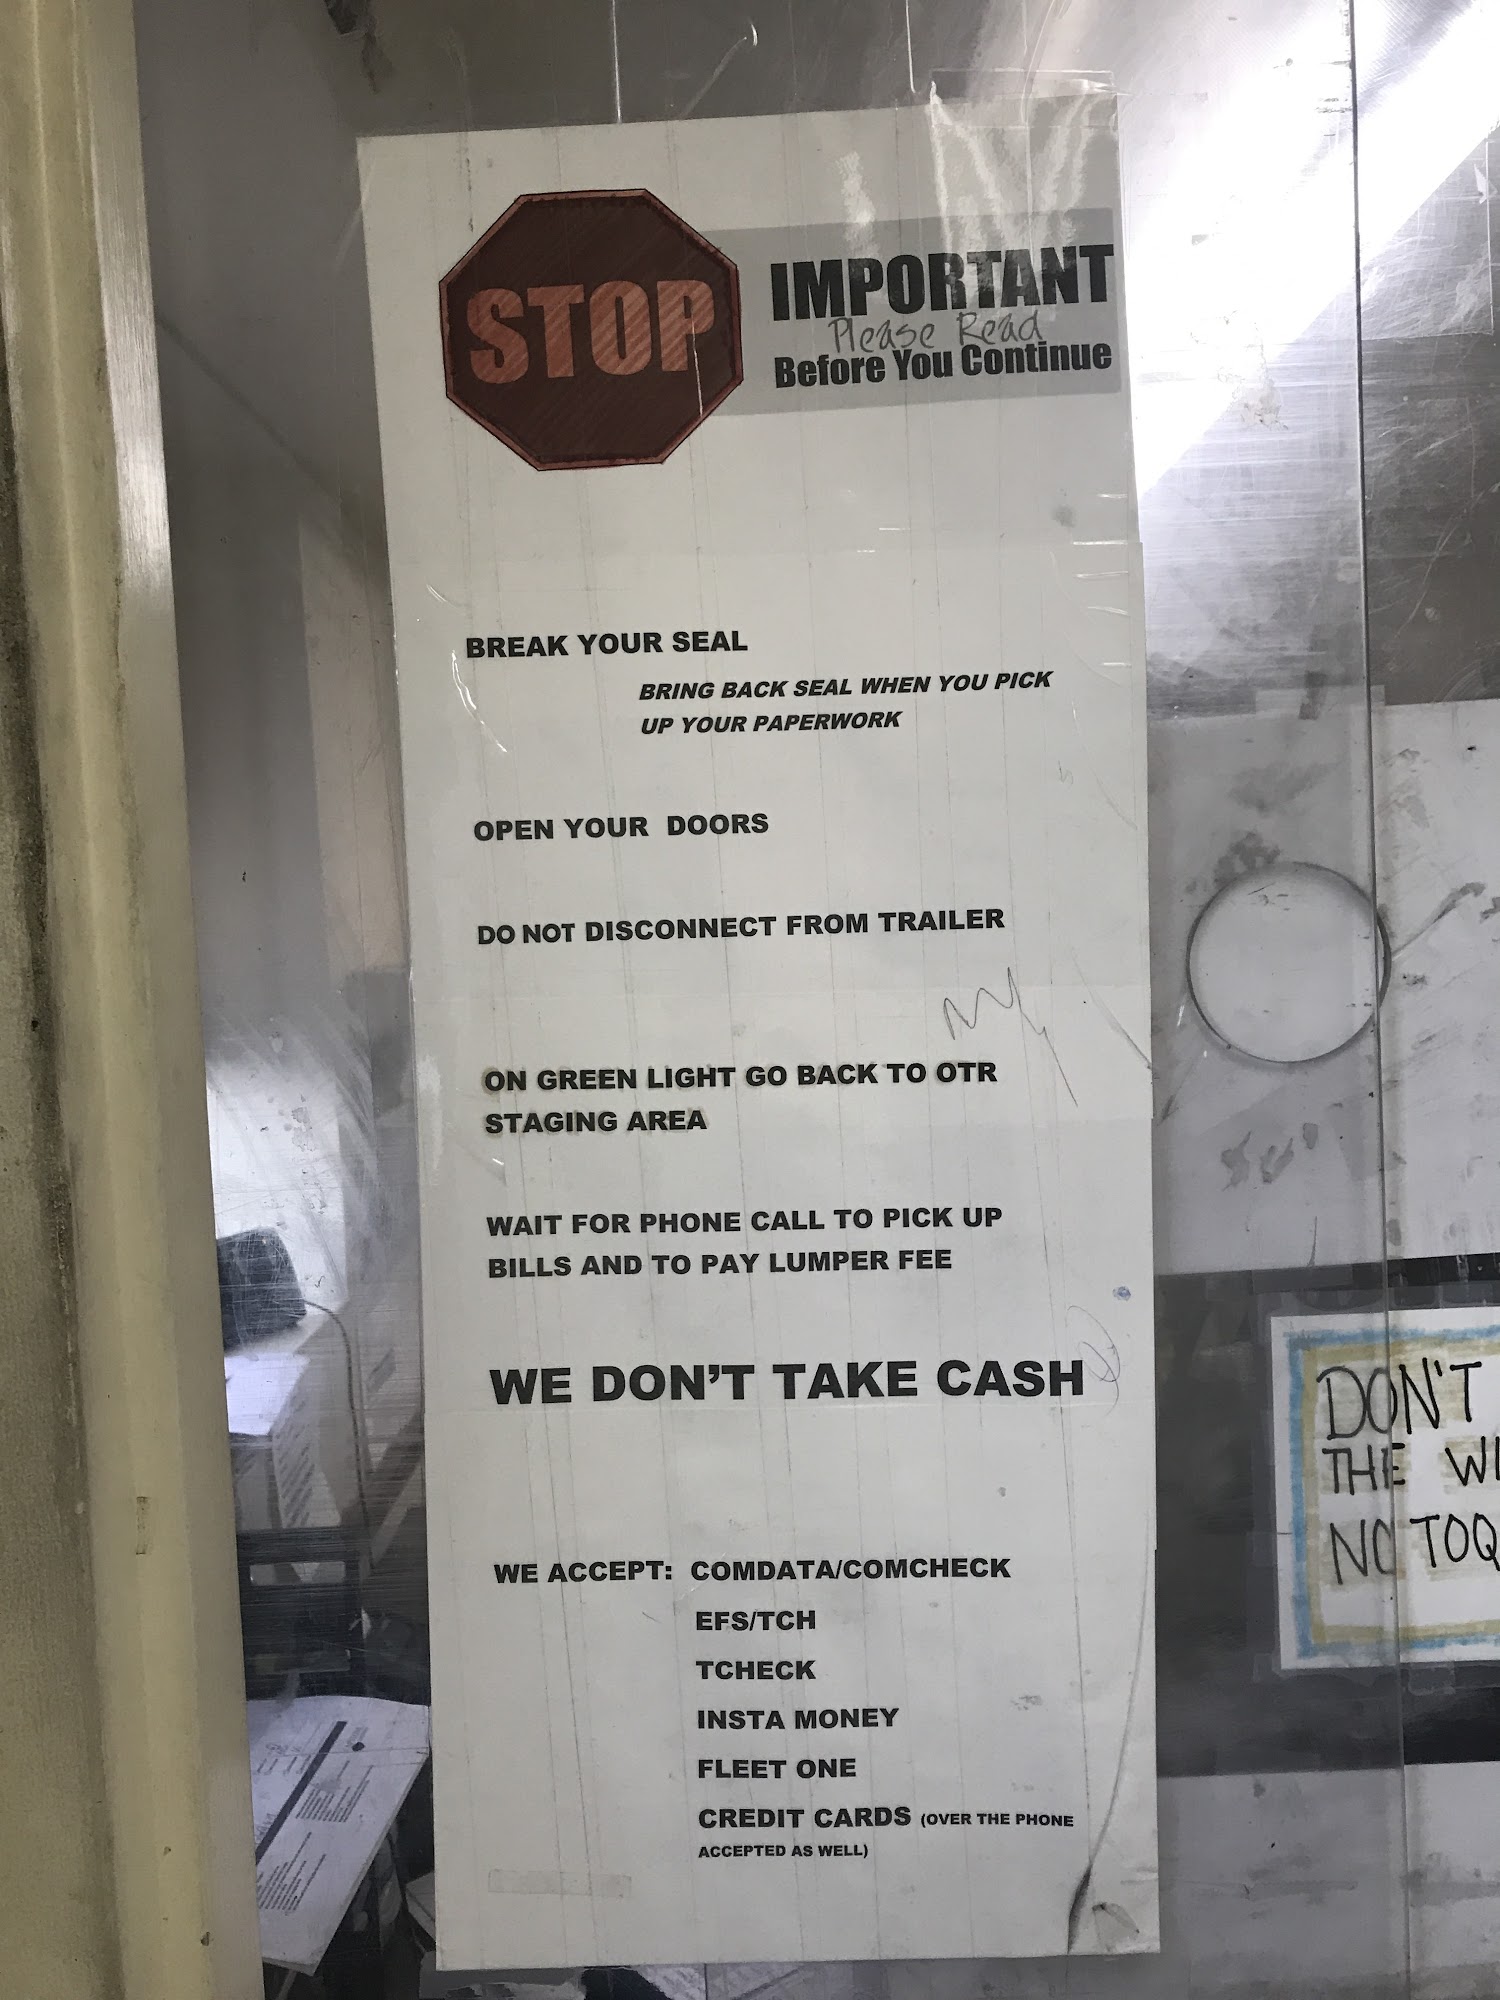 STOP
IMPORTANT
Please Read
Before You Continue
BREAK YOUR SEAL
BRING BACK SEAL WHEN YOU PICK
UP YOUR PAPERWORK
OPEN YOUR DOORS
DO NOT DISCONNECT FROM TRAILER
ON GREEN LIGHT GO BACK TO OTR
STAGING AREA
WAIT FOR PHONE CALL TO PICK UP
BILLS AND TO PAY LUMPER FEE
WE DON'T TAKE CASH
WE ACCEPT: COMDATA/COMCHECK
EFS/TCH
TCHECK
INSTA MONEY
FLEET ONE
CREDIT CARDS (OVER THE PHONE
ACCEPTED AS WELL)
DON'T
THE
NO